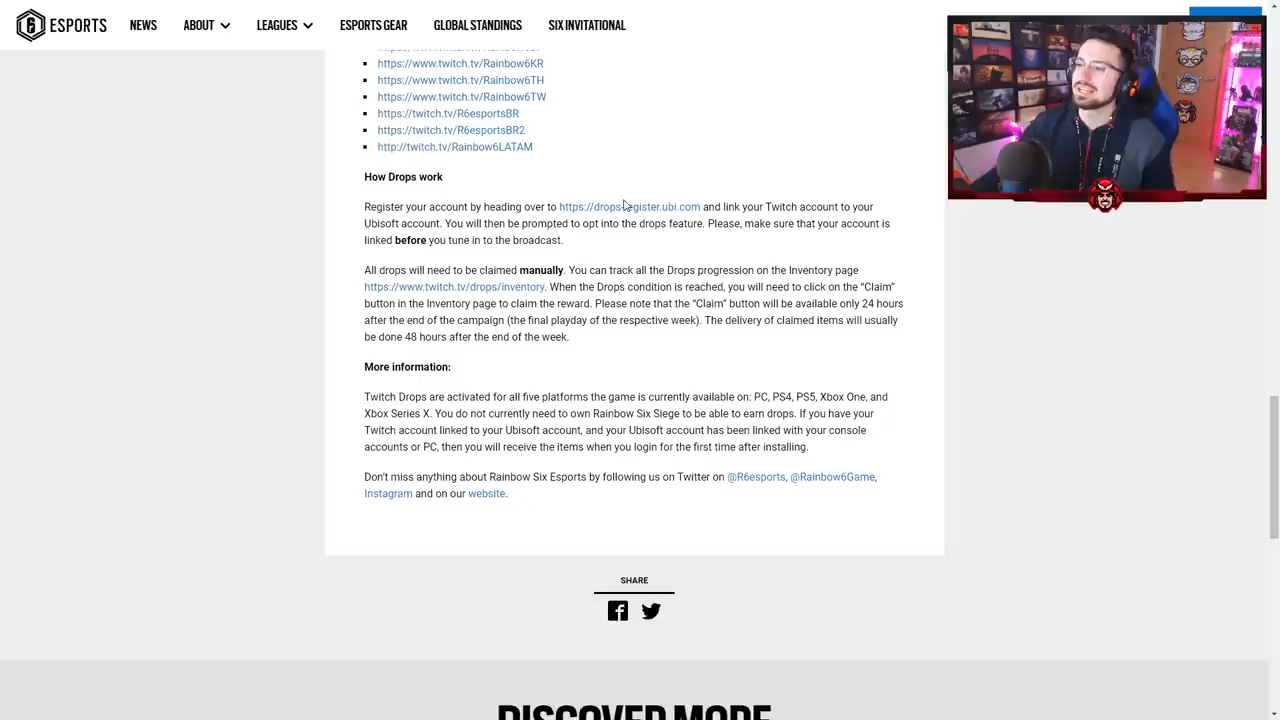 ESPORTS NEWS ABOUT LEAGUES ESPORTS GEAR GLOBAL STANDINGS SIX INVITATIONAL
https://www.twitch.tv/Rainbow6KR
https://www.twitch.tv/Rainbow6TH
https://www.twitch.tv/Rainbow6TW
https://twitch.tv/R6esportsBR
https://twitch.tv/R6esportsBR2
http://twitch.tv/Rainbow6LATAM
How Drops work
Register your account by heading over to https://drops-register.ubi.com and link your Twitch account to your
Ubisoft account. You will then be prompted to opt into the drops feature. Please, make sure that your account is
linked before you tune in to the broadcast.
All drops will need to be claimed manually. You can track all the Drops progression on the Inventory page
https://www.twitch.tv/drops/inventory. When the Drops condition is reached, you will need to click on the “Claim”
button in the Inventory page to claim the reward. Please note that the “Claim” button will be available only 24 hours
after the end of the campaign (the final playday of the respective week). The delivery of claimed items will usually
be done 48 hours after the end of the week.
More information:
Twitch Drops are activated for all five platforms the game is currently available on: PC, PS4, PS5, Xbox One, and
Xbox Series X. You do not currently need to own Rainbow Six Siege to be able to earn drops. If you have your
Twitch account linked to your Ubisoft account, and your Ubisoft account has been linked with your console
accounts or PC, then you will receive the items when you login for the first time after installing.
Don't miss anything about Rainbow Six Esports by following us on Twitter on @R6esports, @Rainbow6Game,
Instagram and on our website.
SHARE
DISCOVER MORE